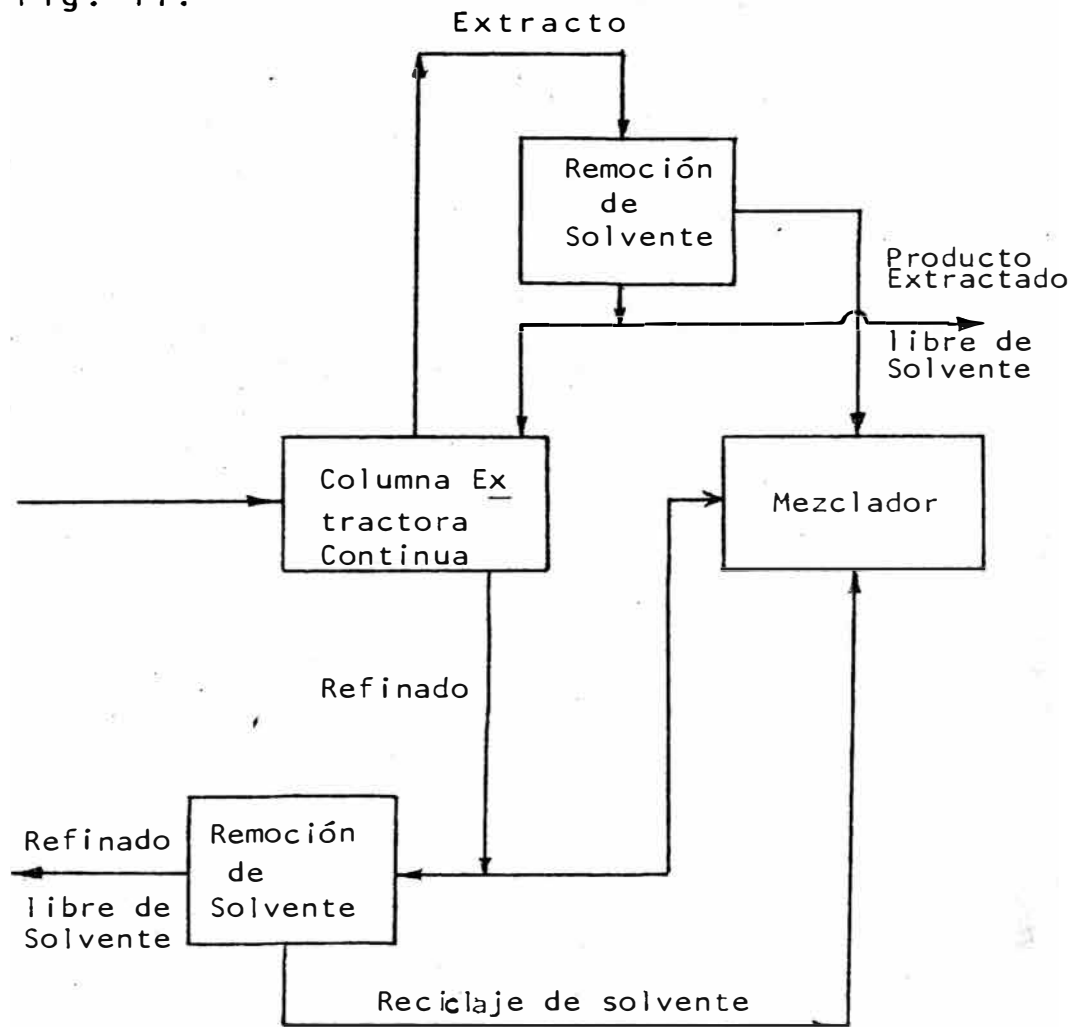 Extracto
Remoción
de
Solvente
Producto
Extractado
libre de
Solvente
Columna Ex
tractora
Continua
Mezclador
Refinado
Refinado
libre de
Solvente
Remoción
de
Solvente
Reciclaje de solvente